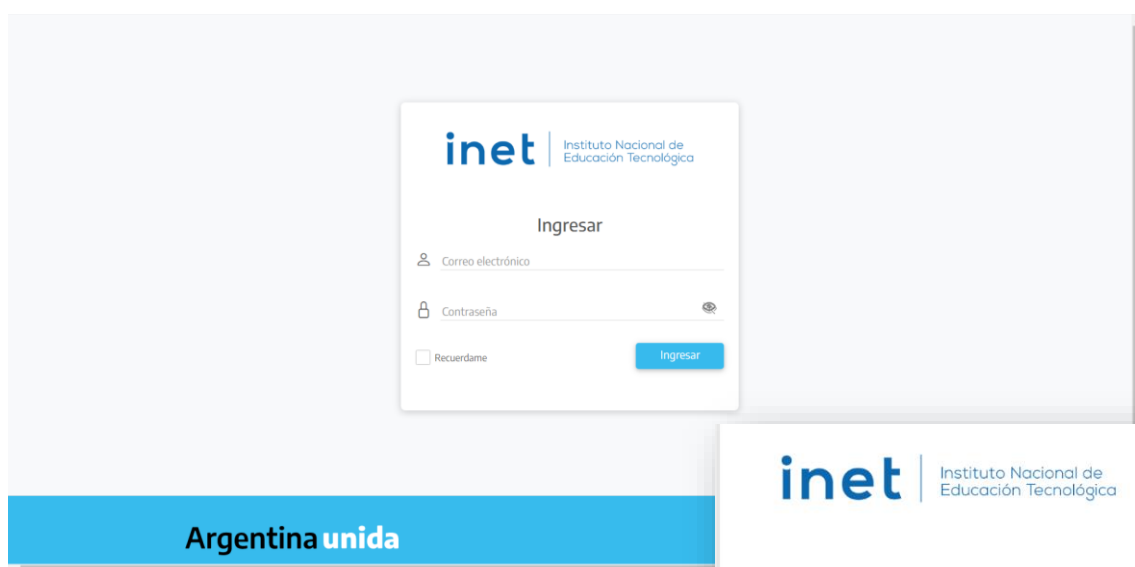 inet
Instituto Nacional de
Educación Tecnológica
Ingresar
Correo electrónico
Contraseña
Recuerdame
Ingresar
inet
Instituto Nacional de
Educación Tecnológica
Argentina unida